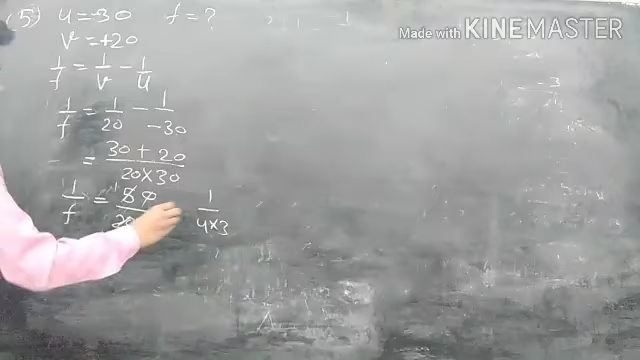 (5) u = -30 f = ?
v = +20
1/f = 1/v - 1/u
1/f = 1/20 - 1/-30
= 30 + 20 / 20×30
1/f = 50 / 20 1 / 4×3
Made with KINEMASTER